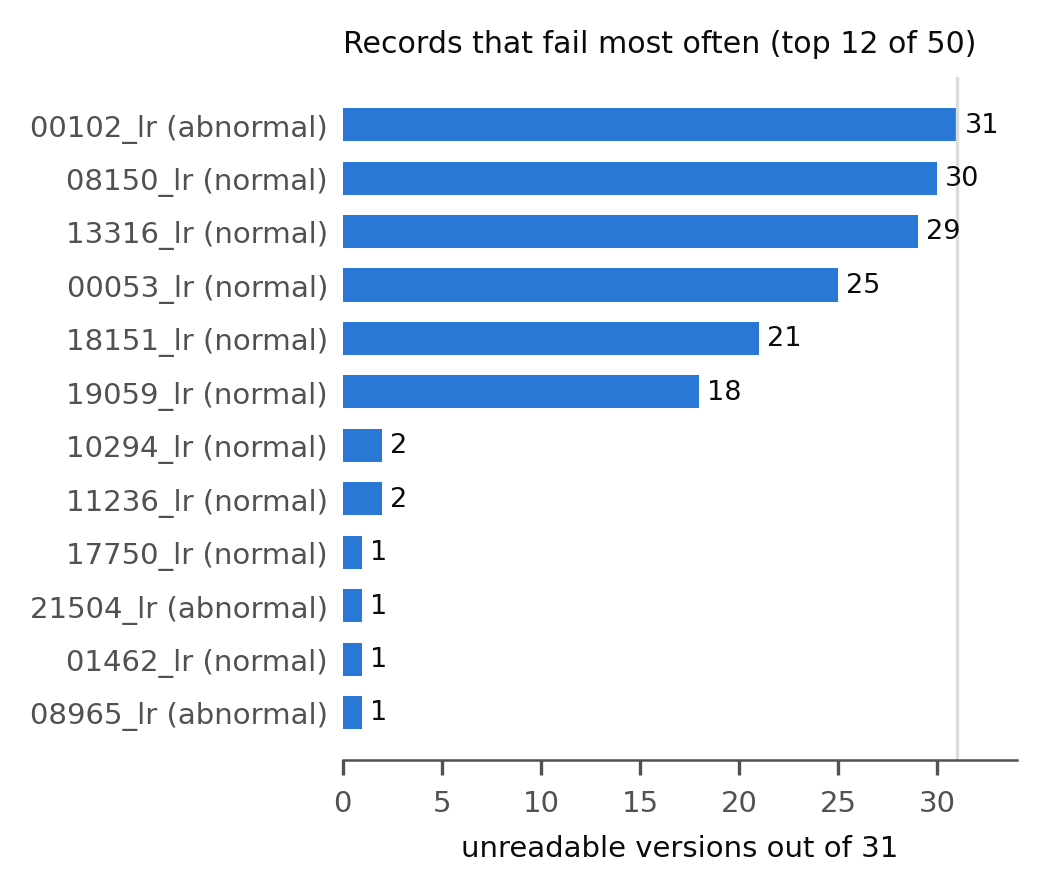 Records that fail most often (top 12 of 50)
00102_lr (abnormal) 31
08150_lr (normal) 30
13316_lr (normal) 29
00053_lr (normal) 25
18151_lr (normal) 21
19059_lr (normal) 18
10294_lr (normal) 2
11236_lr (normal) 2
17750_lr (normal) 1
21504_lr (abnormal) 1
01462_lr (normal) 1
08965_lr (abnormal) 1
0 5 10 15 20 25 30
unreadable versions out of 31